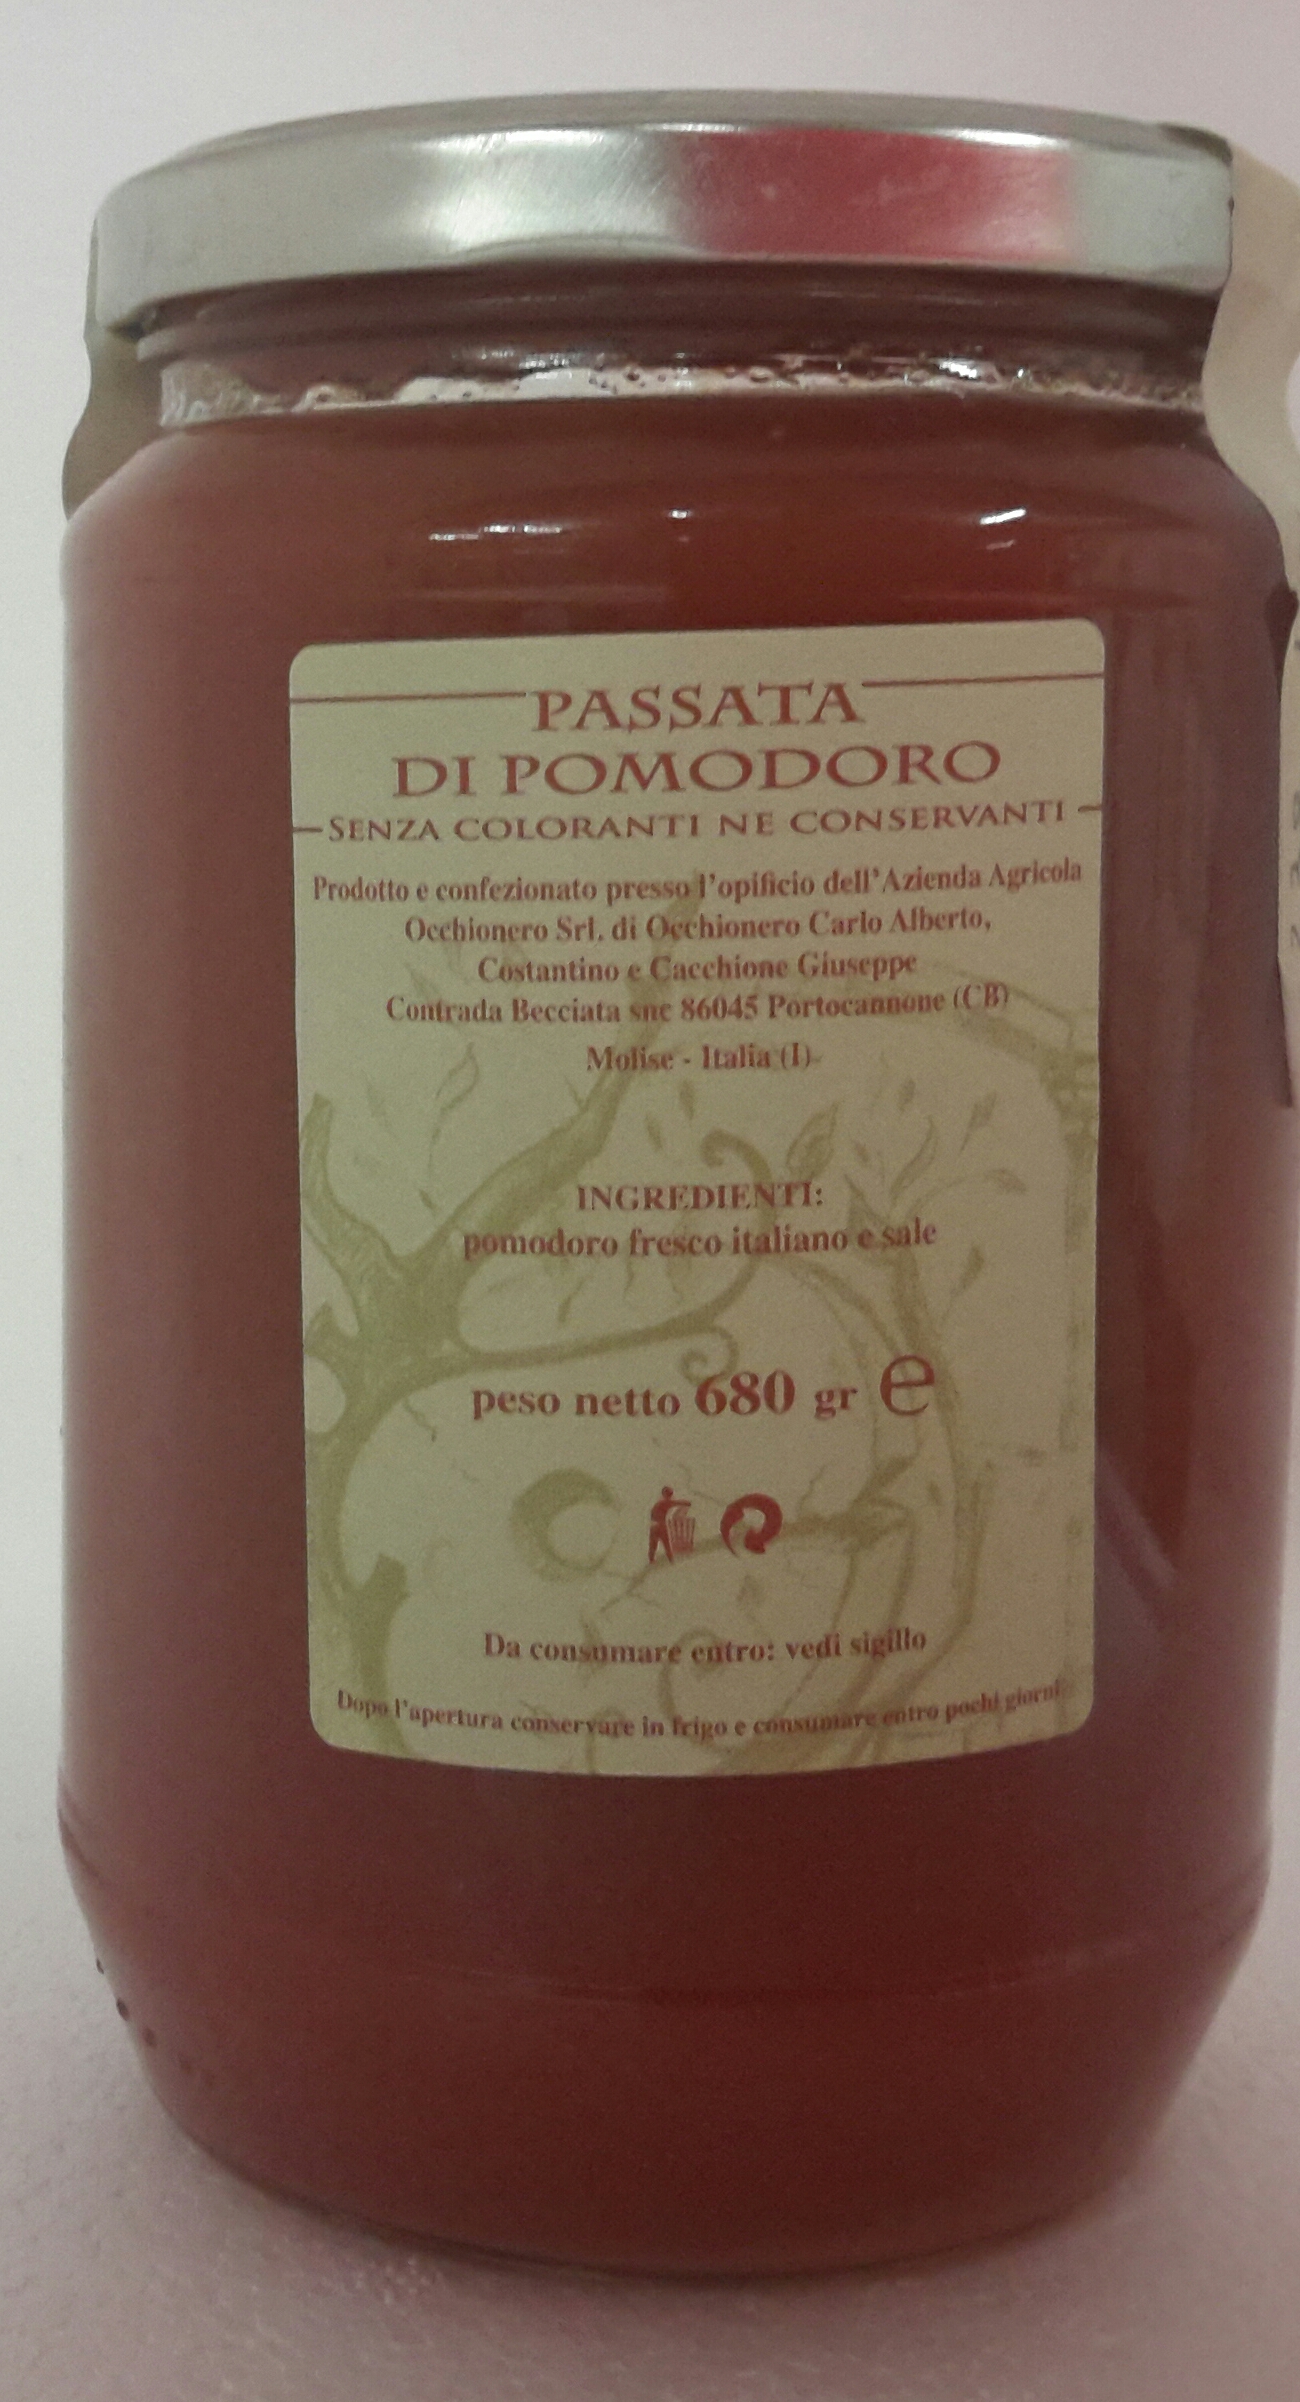 PASSATA
DI POMODORO
SENZA COLORANTI NE CONSERVANTI
Prodotto e confezionato presso l'opificio dell'Azienda Agricola
Occhionero Srl. di Occhionero Carlo Alberto,
Costantino e Cacchione Giuseppe
Contrada Becciata snc 86045 Portocannone (CB)
Molise - Italia (I)
INGREDIENTI:
pomodoro fresco italiano e sale
peso netto 680 gr e
Da consumare entro: vedi sigillo
Dopo l'apertura conservare in frigo e consumare entro pochi giorni